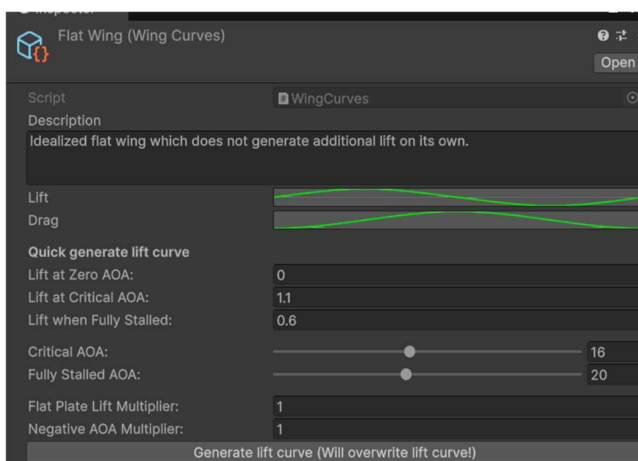 Inspector
Flat Wing (Wing Curves)
Open
Script WingCurves
Description
Idealized flat wing which does not generate additional lift on its own.
Lift
Drag
Quick generate lift curve
Lift at Zero AOA: 0
Lift at Critical AOA: 1.1
Lift when Fully Stalled: 0.6
Critical AOA: 16
Fully Stalled AOA: 20
Flat Plate Lift Multiplier: 1
Negative AOA Multiplier: 1
Generate lift curve (Will overwrite lift curve!)